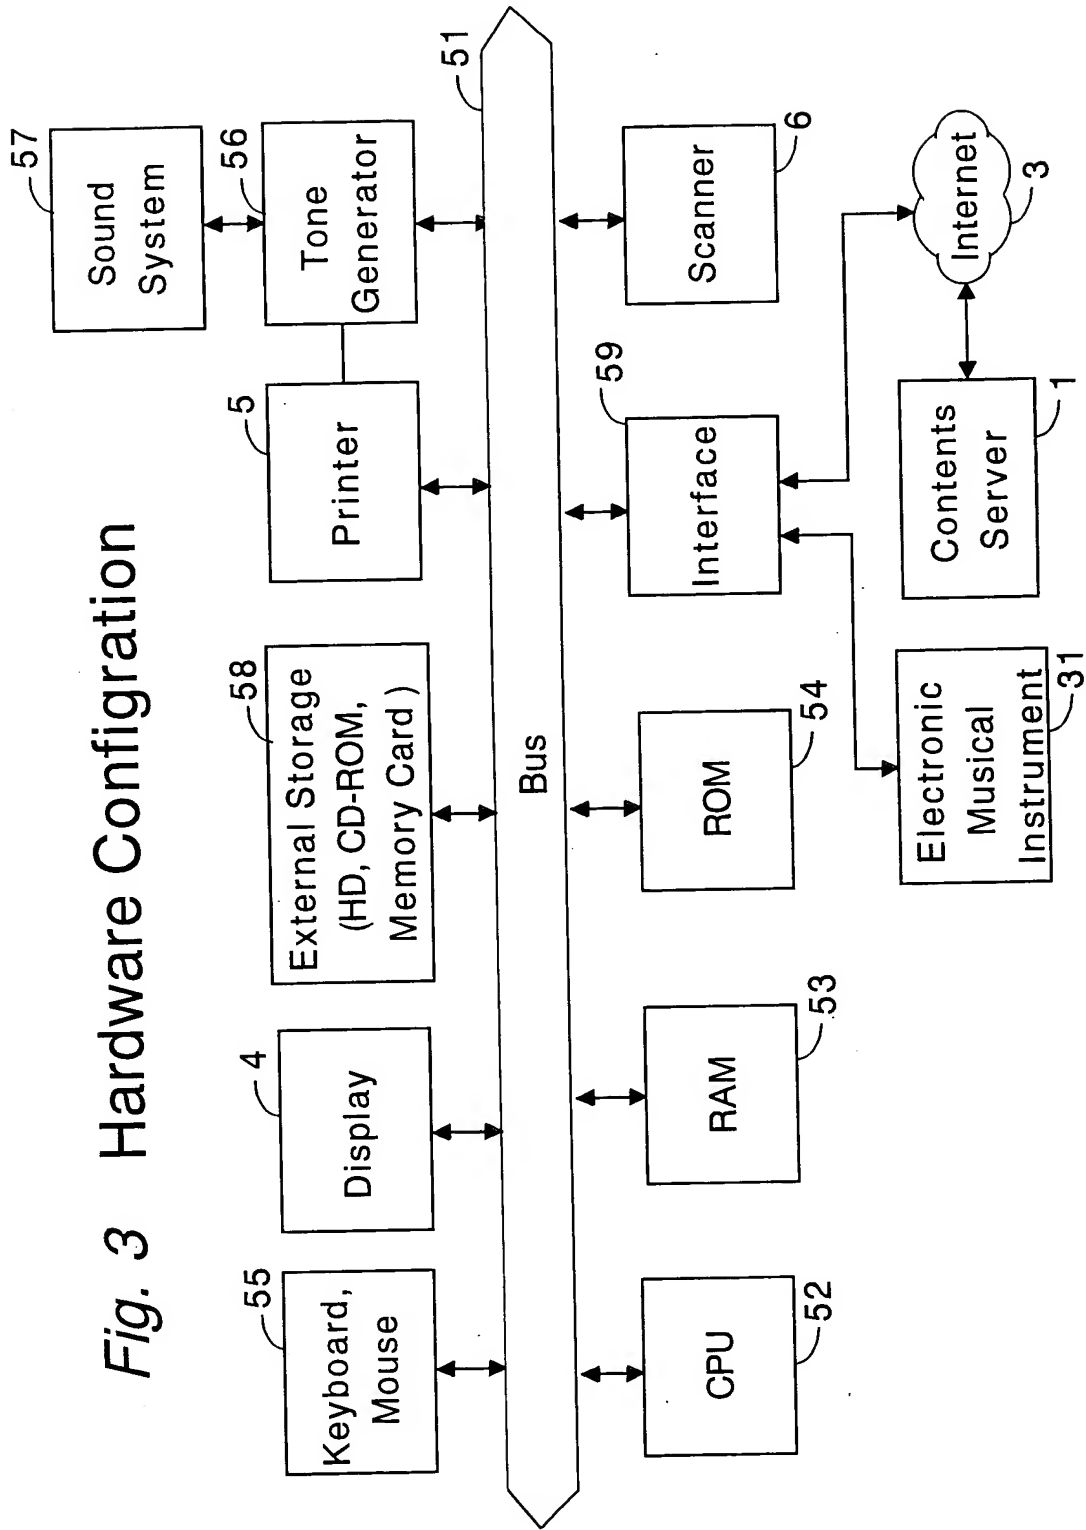 Fig. 3 Hardware Configration
55
Keyboard,
Mouse
4
Display
58
External Storage
(HD, CD-ROM,
Memory Card)
5
Printer
56
Tone
Generator
57
Sound
System
51
Bus
CPU
52
RAM
53
ROM
54
59
Interface
Scanner
6
Electronic
Musical
Instrument
31
Contents
Server
1
Internet
3